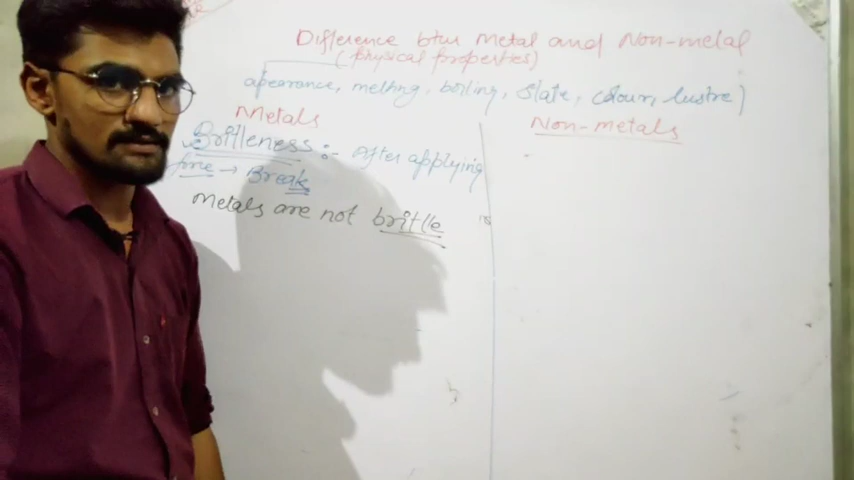 Difference btw Metal and Non-metal
(Physical properties)
apearance, melting, boiling, State, colour, lustre)
Metals
Non-metals
Brittleness :- after applying
→ Break
Metals are not brittle